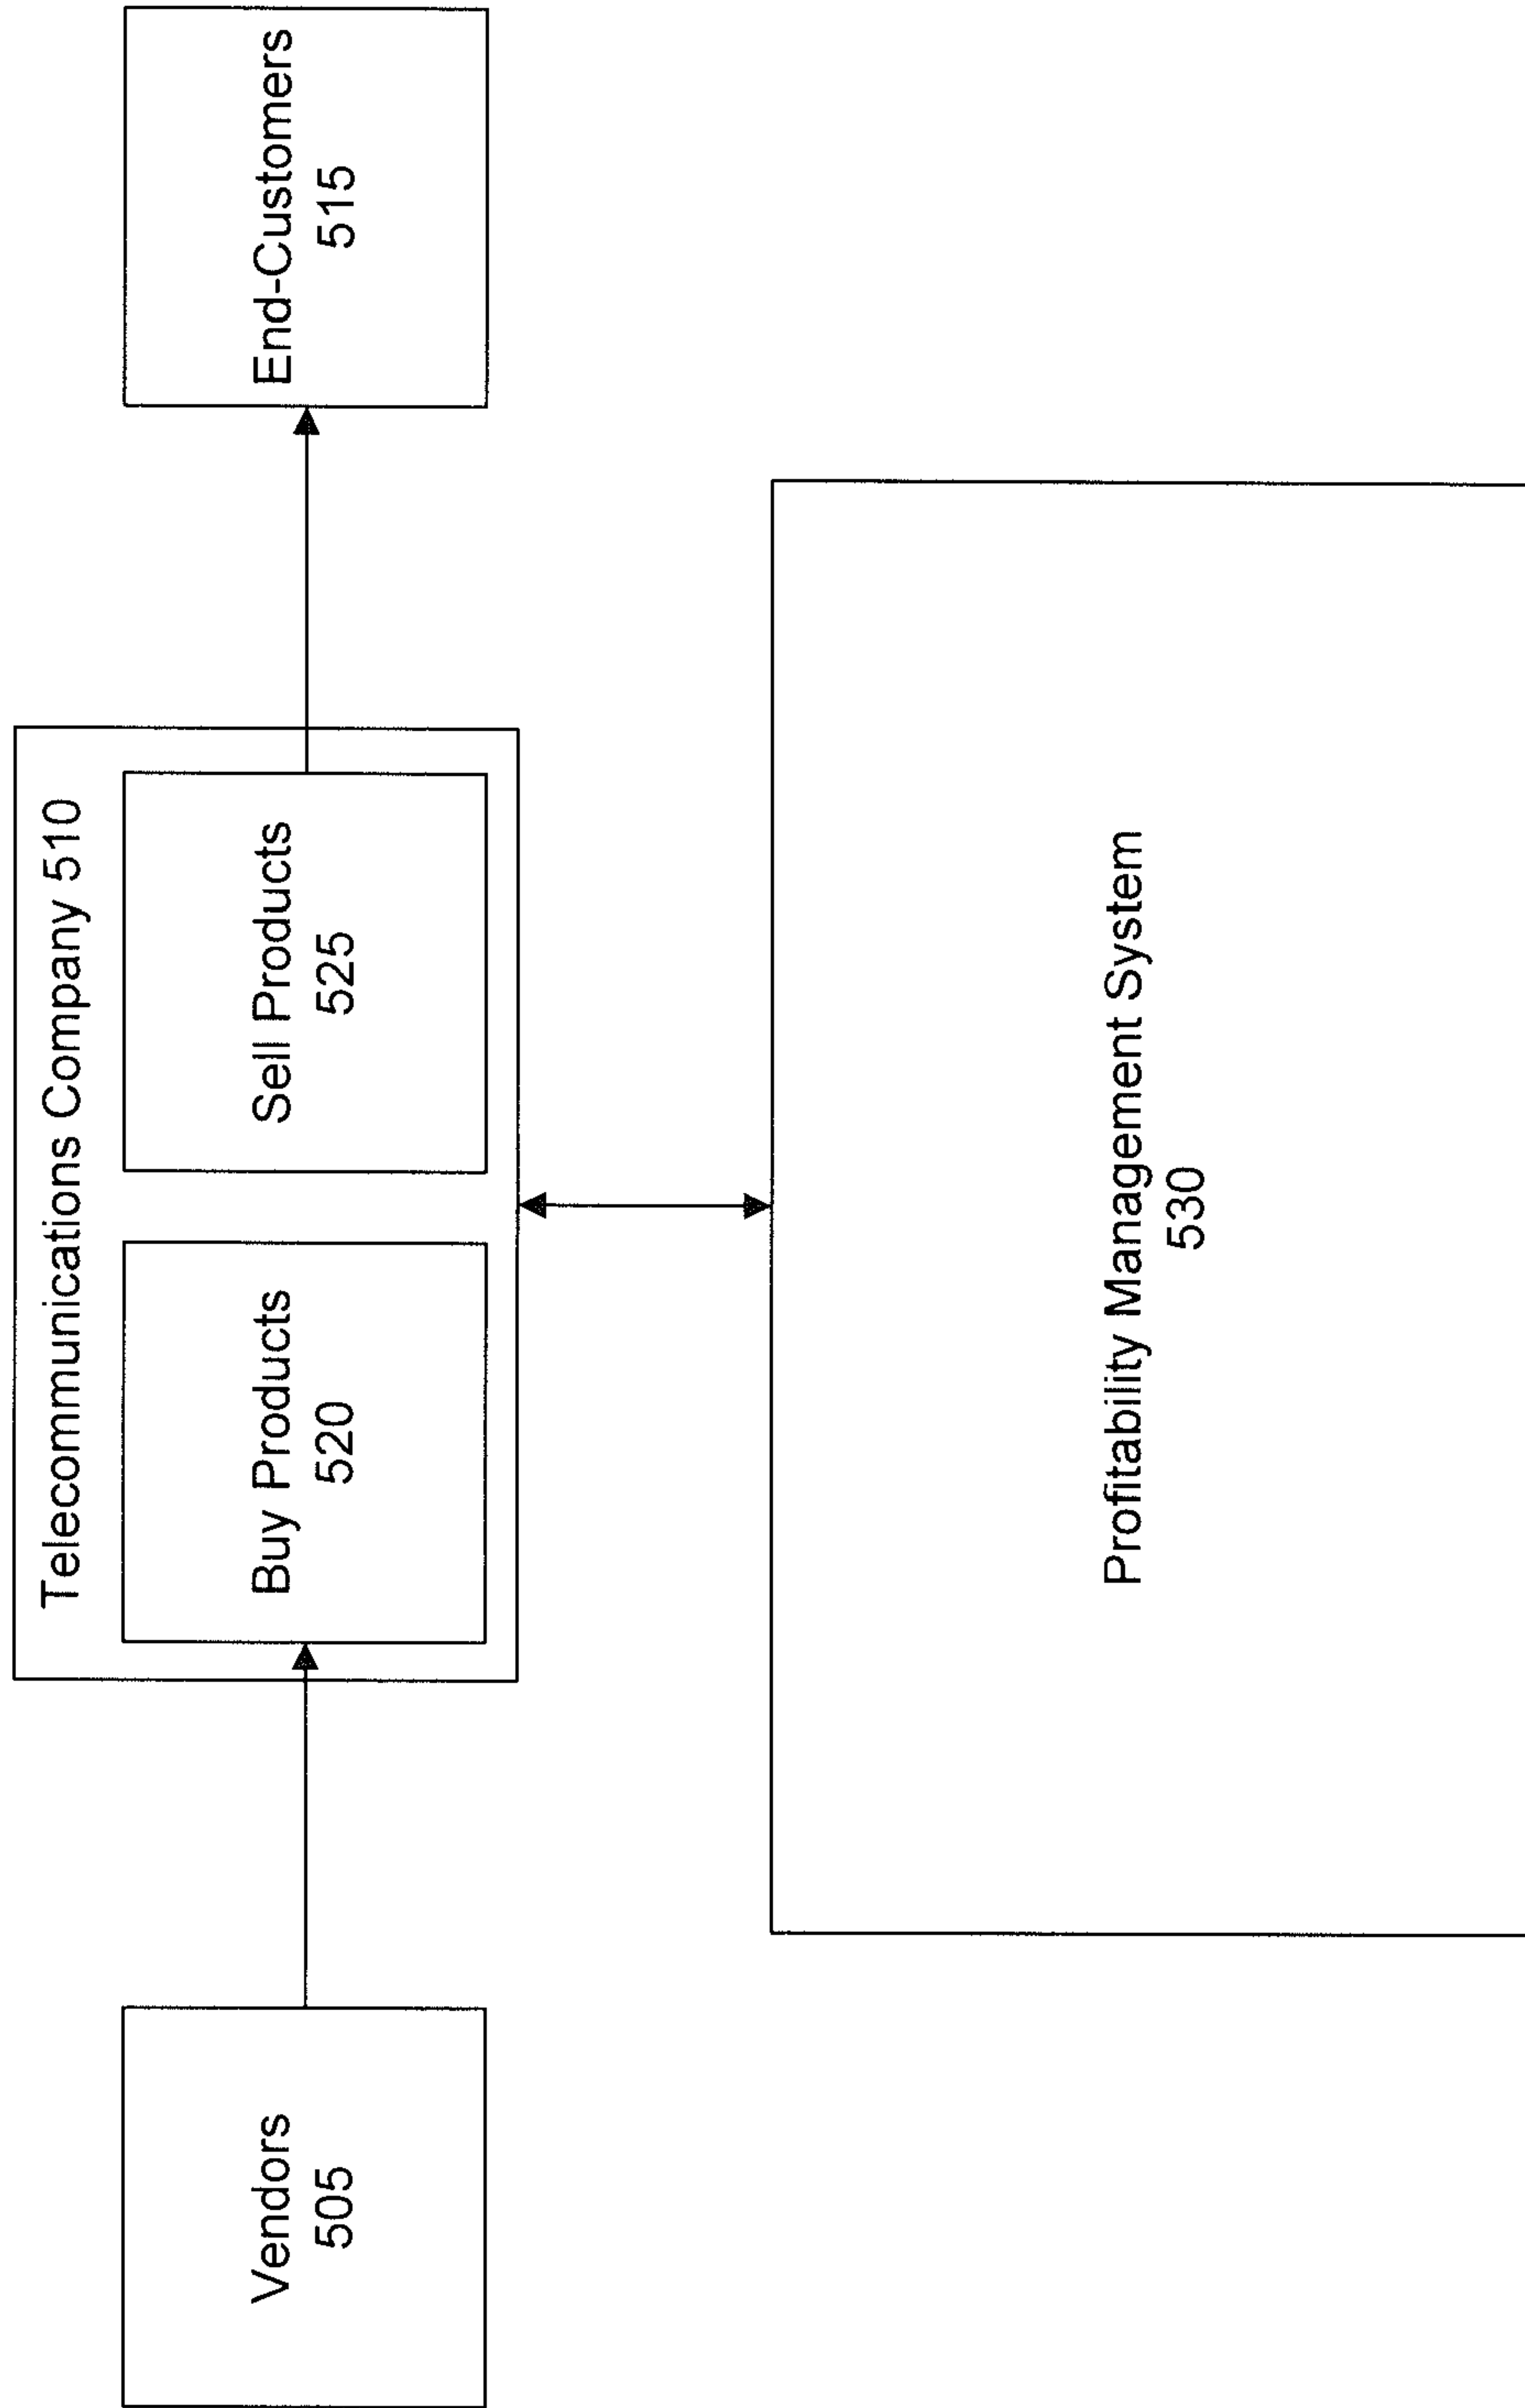 Telecommunications Company 510
Vendors
505
Buy Products
520
Sell Products
525
End-Customers
515
Profitability Management System
530